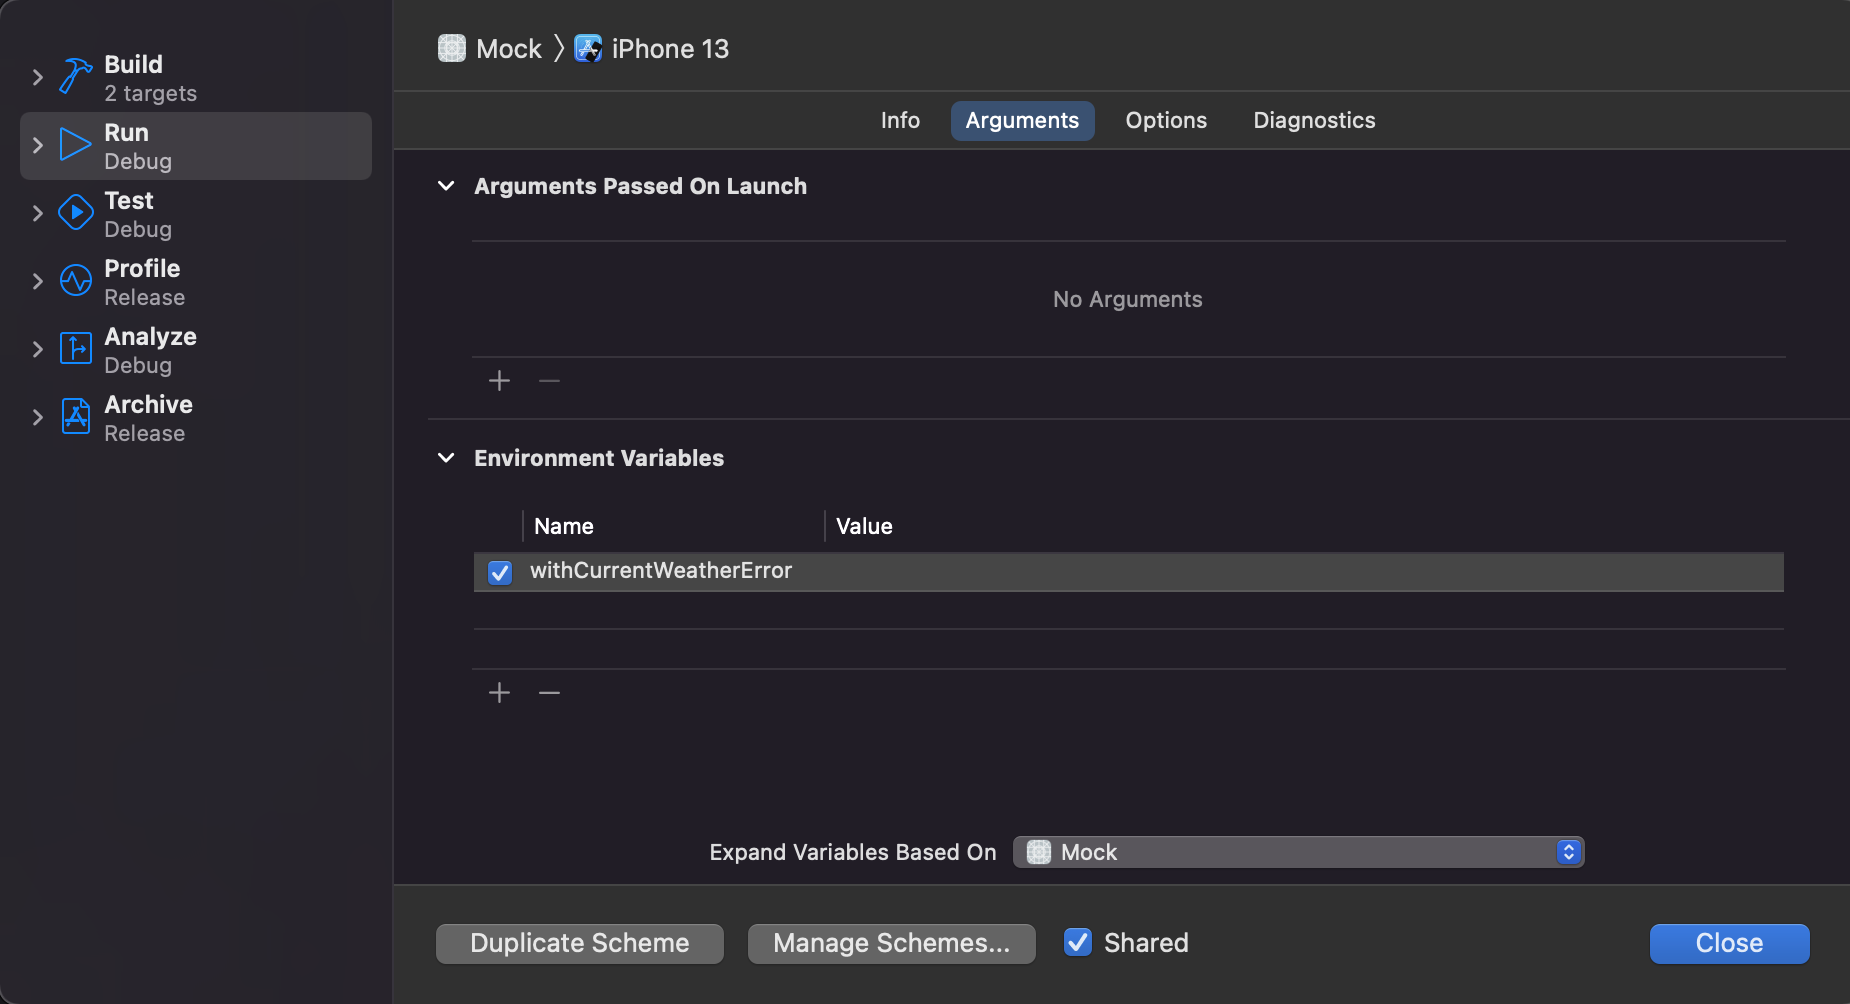 Build
2 targets
Run
Debug
Test
Debug
Profile
Release
Analyze
Debug
Archive
Release
Mock 〉 iPhone 13
Info Arguments Options Diagnostics
Arguments Passed On Launch
No Arguments
Environment Variables
Name Value
withCurrentWeatherError
Expand Variables Based On Mock
Duplicate Scheme Manage Schemes... Shared Close